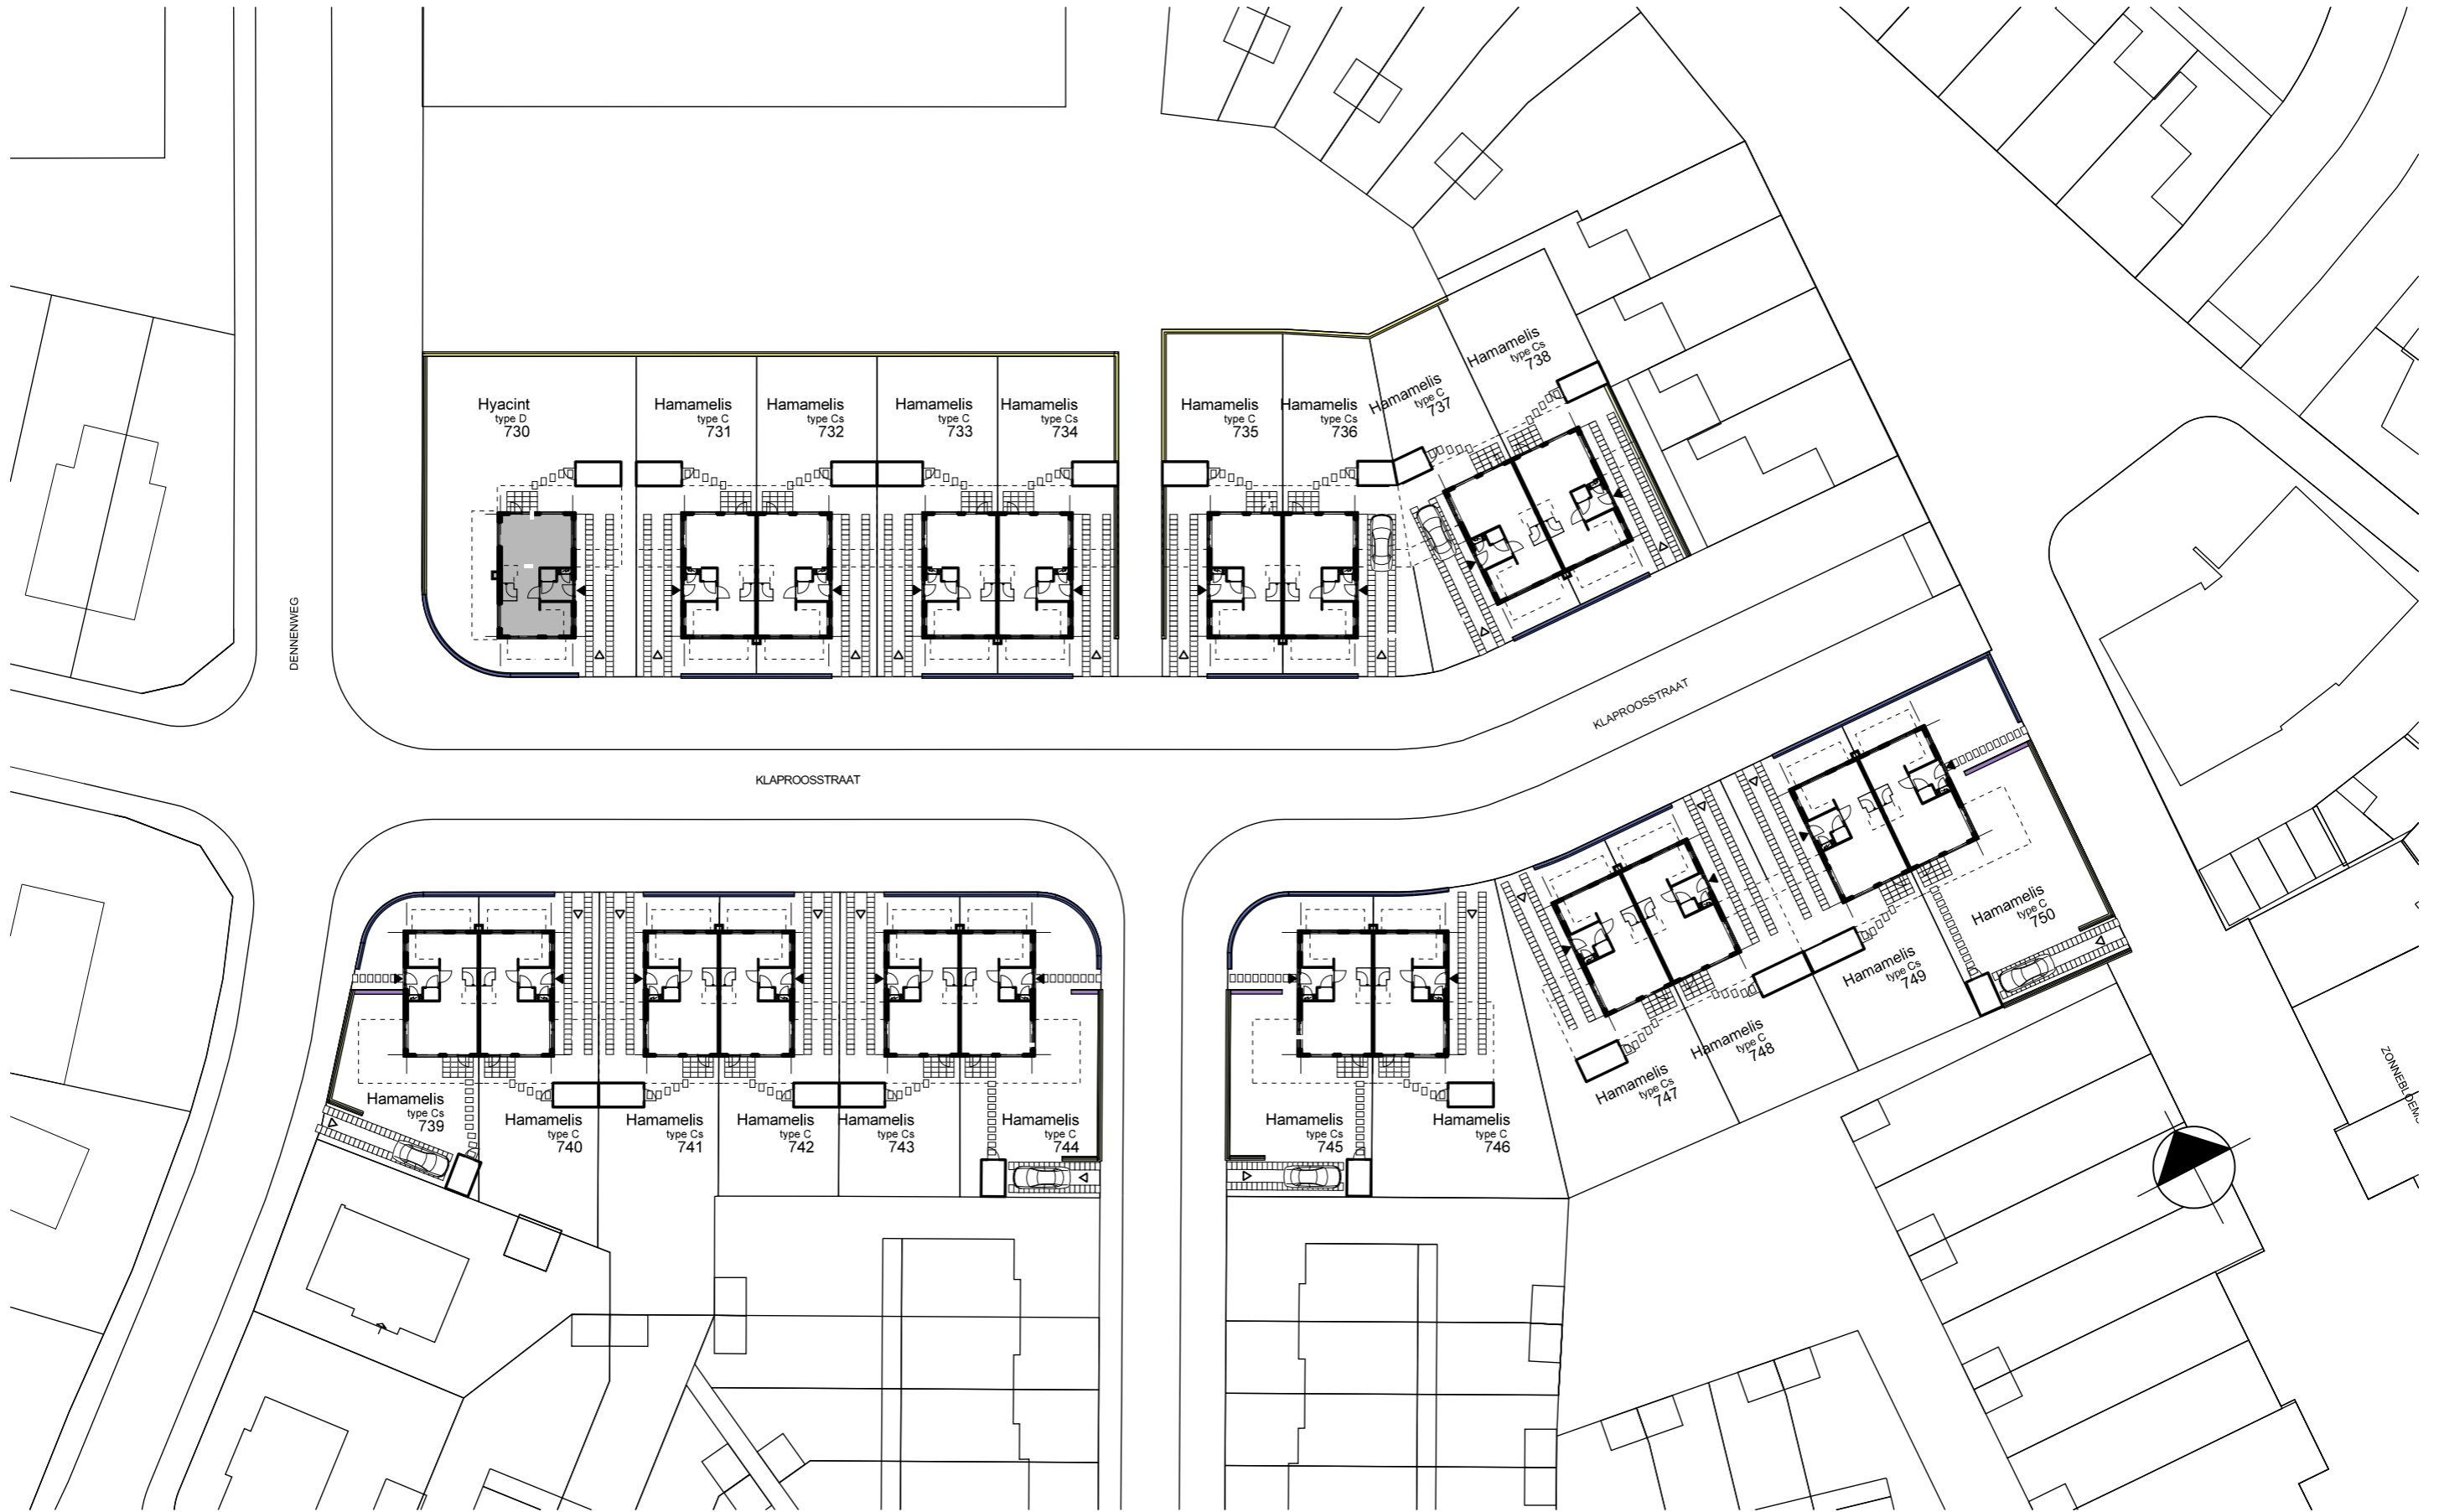 Hyacint
type D
730
Hamamelis
type C
731
Hamamelis
type Cs
732
Hamamelis
type C
733
Hamamelis
type Cs
734
Hamamelis
type C
735
Hamamelis
type Cs
736
Hamamelis
type C
737
Hamamelis
type Cs
738
DENNENWEG
KLAPROOSSTRAAT
KLAPROOSSTRAAT
Hamamelis
type Cs
739
Hamamelis
type C
740
Hamamelis
type Cs
741
Hamamelis
type C
742
Hamamelis
type Cs
743
Hamamelis
type C
744
Hamamelis
type Cs
745
Hamamelis
type C
746
Hamamelis
type Cs
747
Hamamelis
type C
748
Hamamelis
type Cs
749
Hamamelis
type C
750